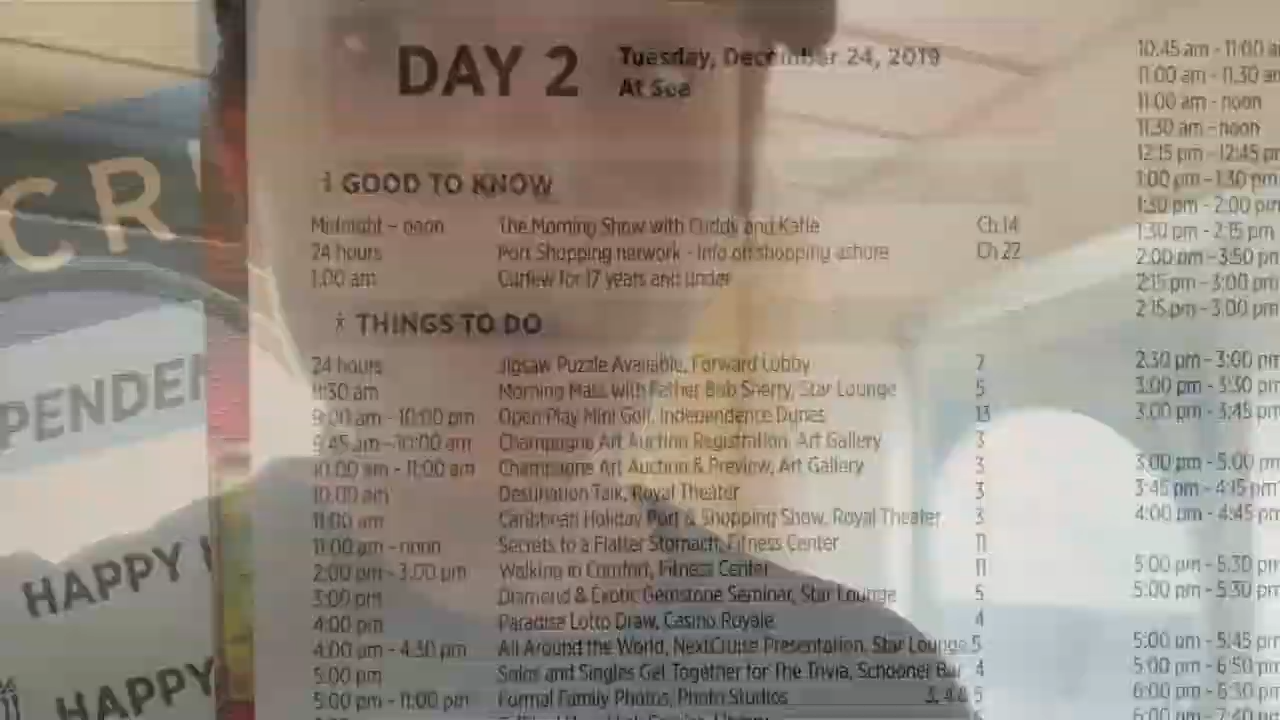 DAY 2
Tuesday, December 24, 2019
At Sea
GOOD TO KNOW
Midnight – noon The Morning Show with Cuddy and Katie Ch.14
24 hours Port Shopping network - Info on shopping ashore Ch.22
1:00 am Curfew for 17 years and under
THINGS TO DO
24 hours Jigsaw Puzzle Available, Forward Lobby 2
11:30 am Morning Mass with Father Bob Sherry, Star Lounge 5
9:00 am - 10:00 pm Open Play Mini Golf, Independence Dunes 13
9:45 am - 10:00 am Champagne Art Auction Registration, Art Gallery 3
10:00 am - 11:00 am Champagne Art Auction & Preview, Art Gallery 3
10:00 am Destination Talk, Royal Theater 3
11:00 am Caribbean Holiday Port & Shopping Show, Royal Theater 3
11:00 am - noon Secrets to a Flatter Stomach, Fitness Center 11
2:00 pm - 3:00 pm Walking in Comfort, Fitness Center 11
3:00 pm Diamond & Exotic Gemstone Seminar, Star Lounge 5
4:00 pm Paradise Lotto Draw, Casino Royale 4
4:00 pm - 4:30 pm All Around the World, NextCruise Presentation, Star Lounge 5
5:00 pm Solos and Singles Get Together for The Trivia, Schooner Bar 4
5:00 pm - 11:00 pm Formal Family Photos, Photo Studios 3, 4 & 5
10:45 am - 11:00 a
11:00 am - 11:30 am
11:00 am - noon
11:30 am - noon
12:15 pm - 12:45 p
1:00 pm - 1:30 pm
1:30 pm - 2:00 pm
1:30 pm - 2:15 pm
2:00 pm - 3:50 pm
2:15 pm - 3:00 pm
2:15 pm - 3:00 pm
2:30 pm - 3:00 pm
3:00 pm - 3:30 pm
3:00 pm - 3:45 pm
3:00 pm - 5:00 pm
3:45 pm - 4:15 pm
4:00 pm - 4:45 pm
5:00 pm - 5:30 pm
5:00 pm - 5:30 pm
5:00 pm - 5:45 pm
5:00 pm - 6:50 pm
6:00 pm - 6:30 pm
6:00 pm - 7:40 pm
CR
PENDEN
HAPPY
HAPPY